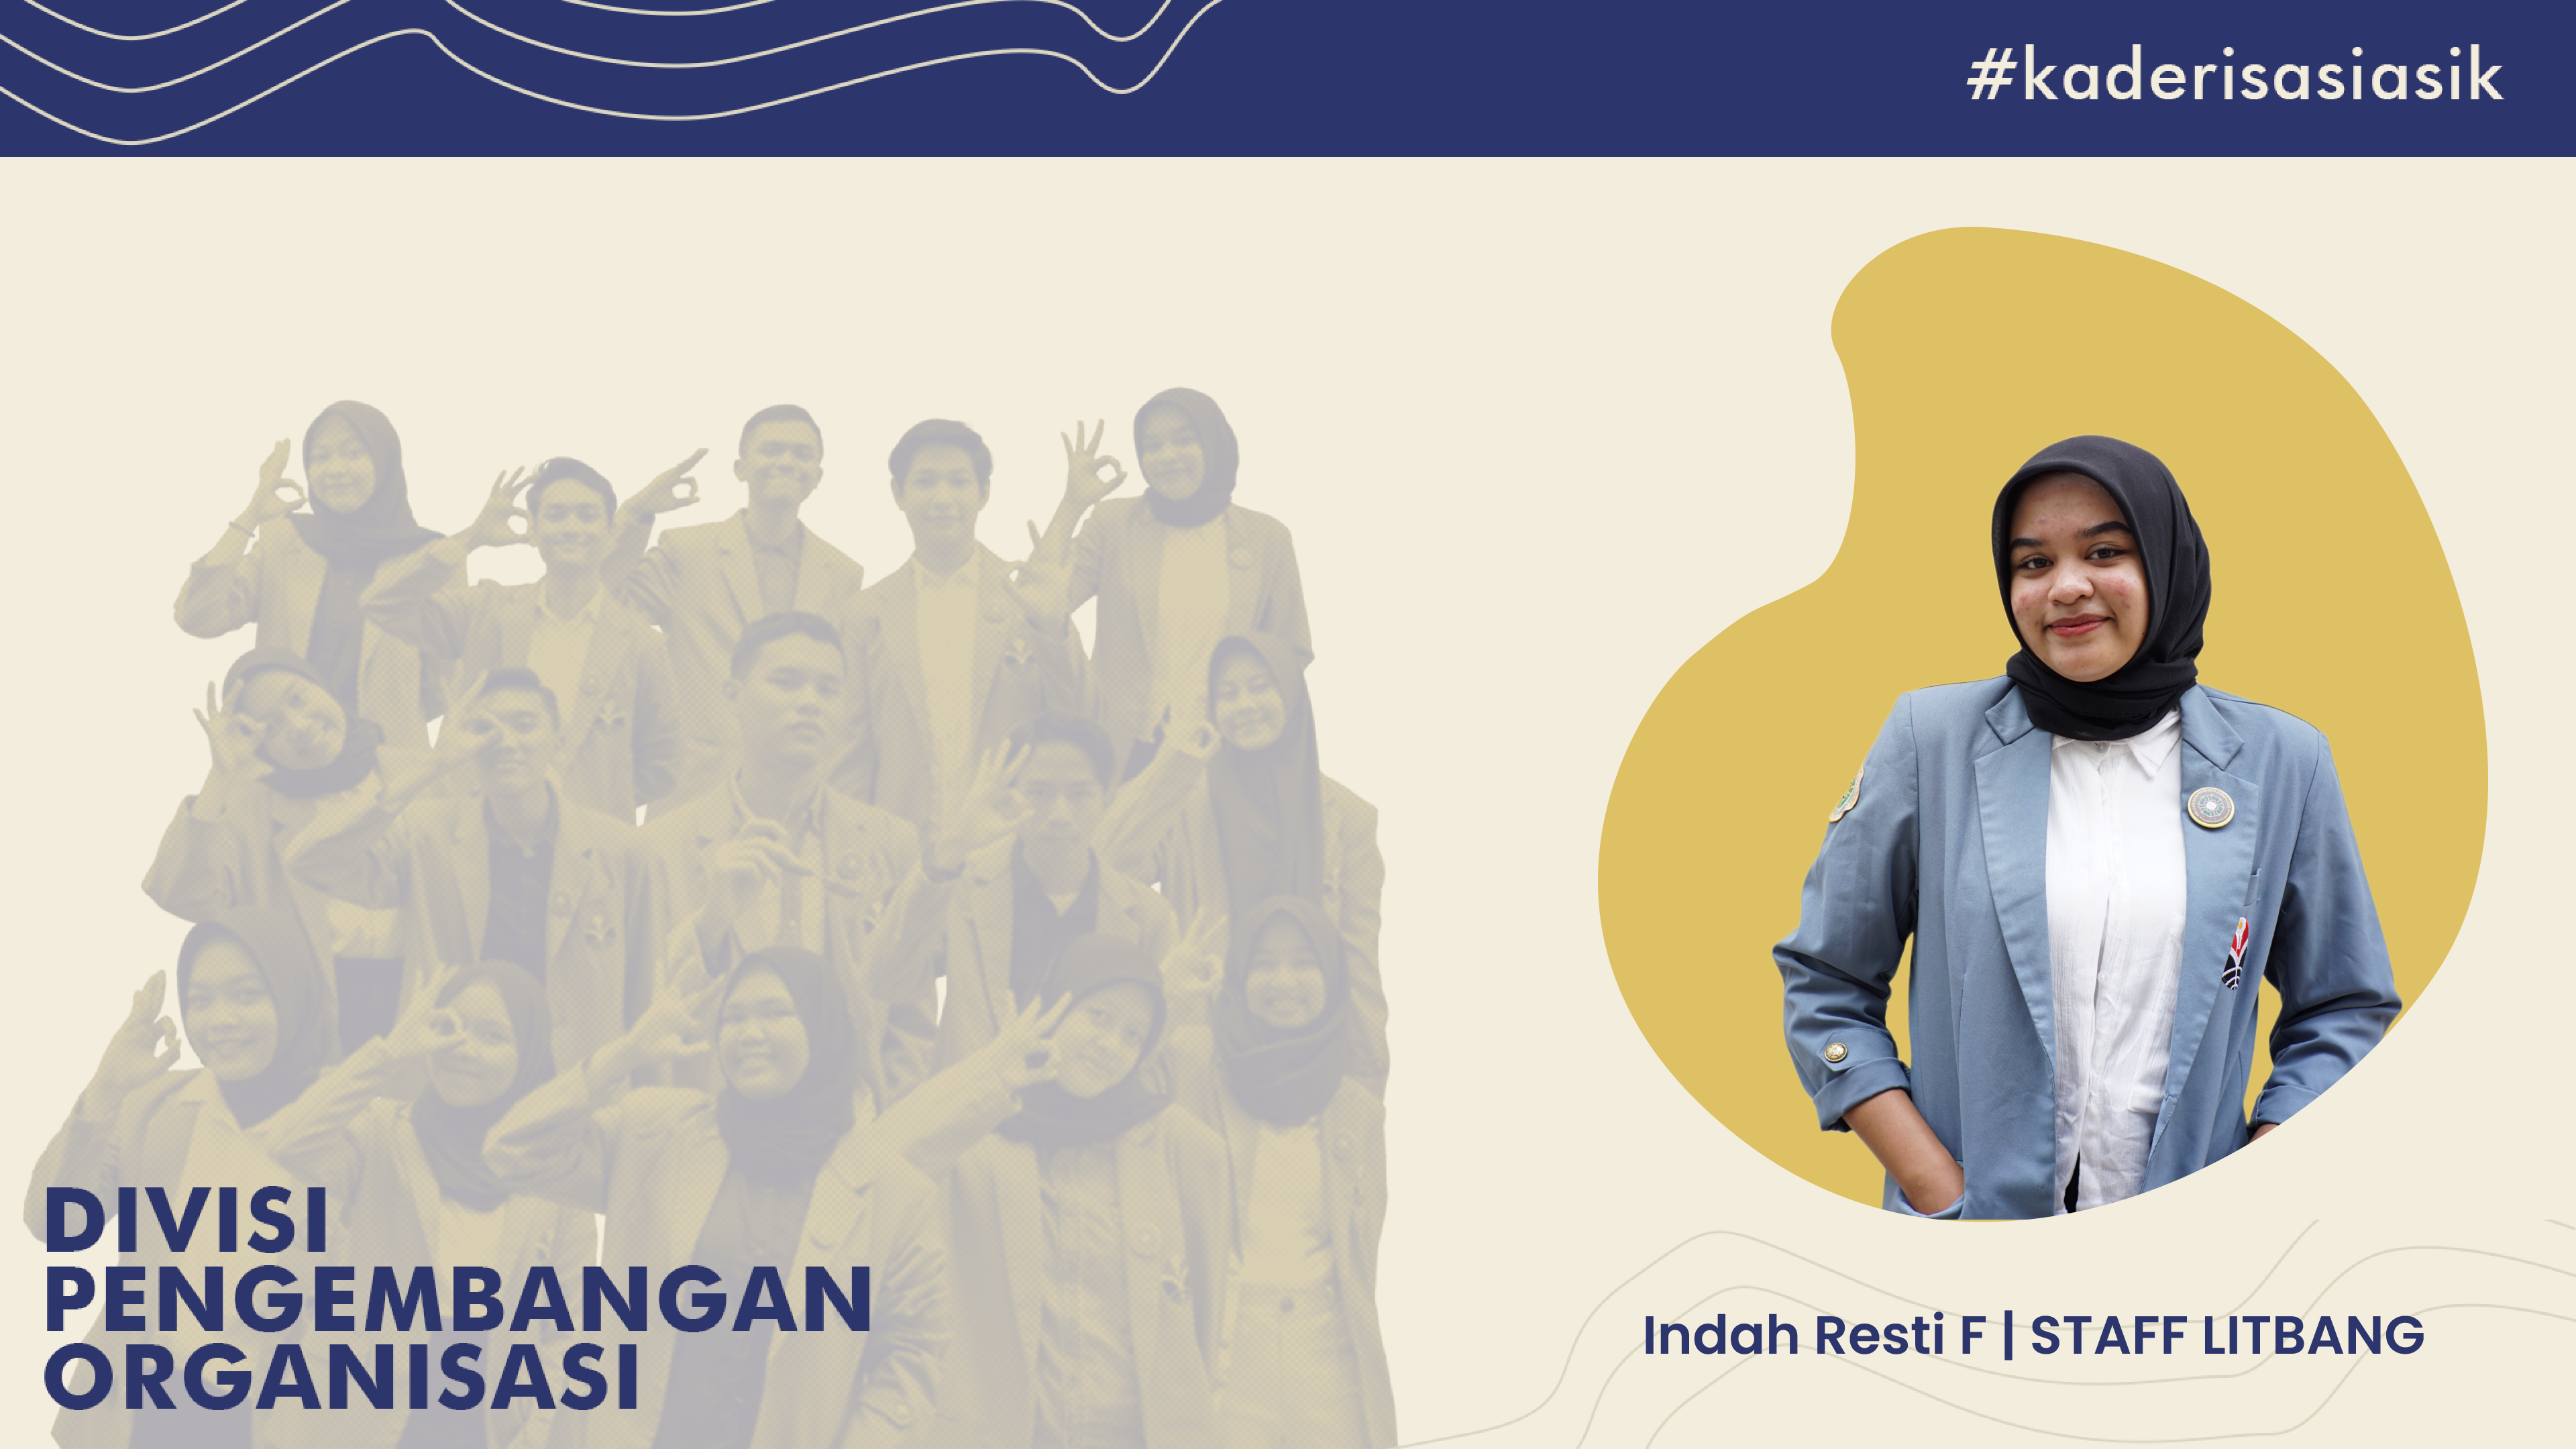 #kaderisasiasik
DIVISI
PENGEMBANGAN
ORGANISASI
Indah Resti F | STAFF LITBANG